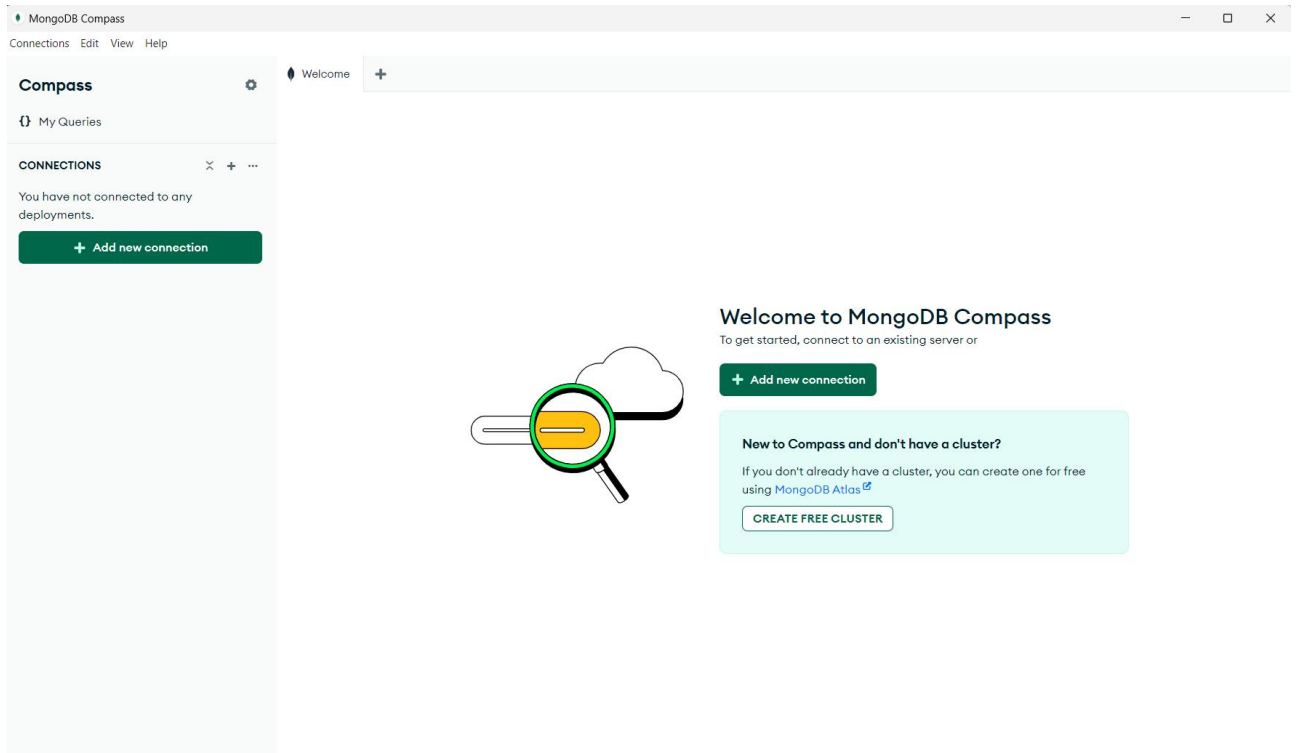 MongoDB Compass
Connections Edit View Help
Compass
Welcome
{} My Queries
CONNECTIONS
You have not connected to any
deployments.
Add new connection
Welcome to MongoDB Compass
To get started, connect to an existing server or
Add new connection
New to Compass and don't have a cluster?
If you don't already have a cluster, you can create one for free
using MongoDB Atlas
CREATE FREE CLUSTER